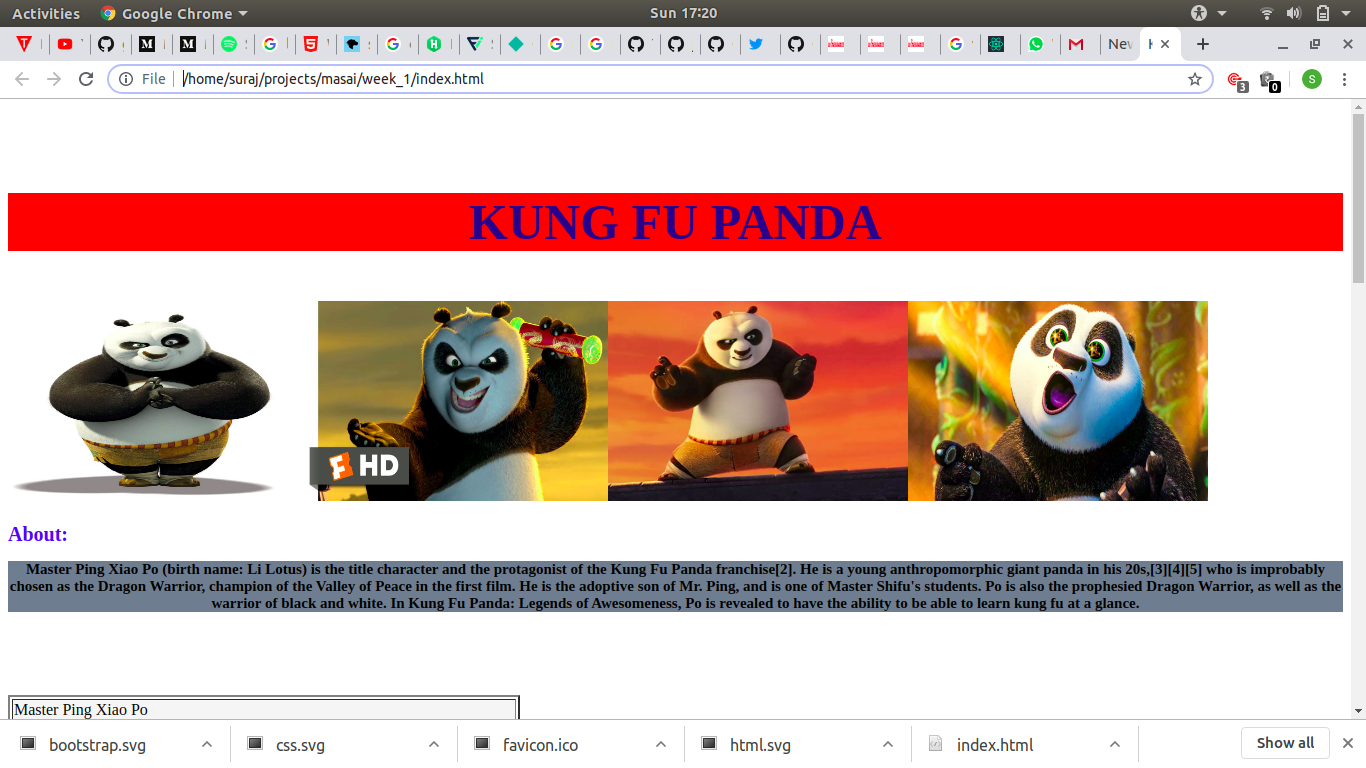 Activities Google Chrome Sun 17:20
New
File /home/suraj/projects/masai/week_1/index.html 3 0 S
KUNG FU PANDA
F HD
About:
Master Ping Xiao Po (birth name: Li Lotus) is the title character and the protagonist of the Kung Fu Panda franchise[2]. He is a young anthropomorphic giant panda in his 20s,[3][4][5] who is improbably
chosen as the Dragon Warrior, champion of the Valley of Peace in the first film. He is the adoptive son of Mr. Ping, and is one of Master Shifu's students. Po is also the prophesied Dragon Warrior, as well as the
warrior of black and white. In Kung Fu Panda: Legends of Awesomeness, Po is revealed to have the ability to be able to learn kung fu at a glance.
Master Ping Xiao Po
bootstrap.svg css.svg favicon.ico html.svg index.html Show all